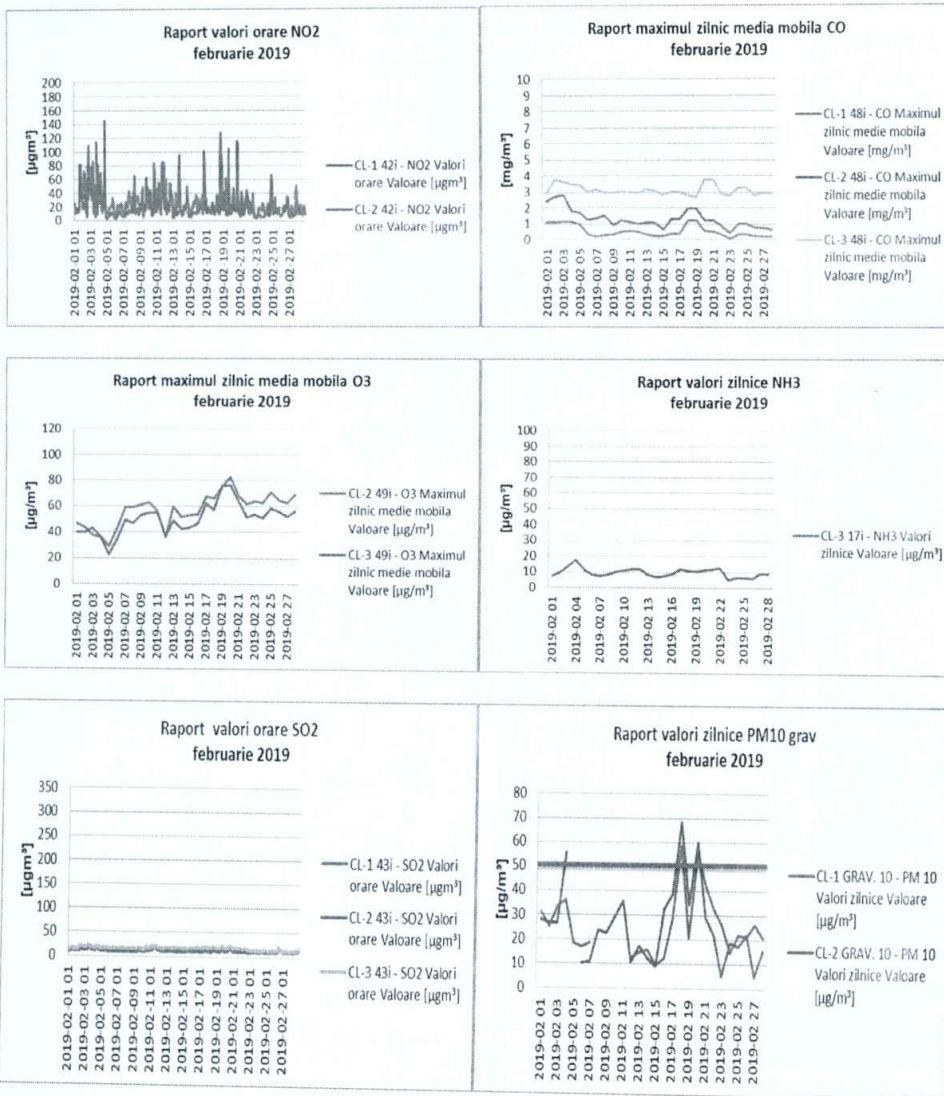 Raport valori orare NO2
februarie 2019
[µgm³]
200
180
160
140
120
100
80
60
40
20
0
2019-02-01 01
2019-02-03 01
2019-02-05 01
2019-02-07 01
2019-02-09 01
2019-02-11 01
2019-02-13 01
2019-02-15 01
2019-02-17 01
2019-02-19 01
2019-02-21 01
2019-02-23 01
2019-02-25 01
2019-02-27 01
CL-1 42i - NO2 Valori
orare Valoare [µgm³]
CL-2 42i - NO2 Valori
orare Valoare [µgm³]
Raport maximul zilnic media mobila CO
februarie 2019
[mg/m³]
10
9
8
7
6
5
4
3
2
1
0
2019-02 01
2019-02 03
2019-02 05
2019-02 07
2019-02 09
2019-02 11
2019-02 13
2019-02 15
2019-02 17
2019-02 19
2019-02 21
2019-02 23
2019-02 25
2019-02 27
CL-1 48i - CO Maximul
zilnic medie mobila
Valoare [mg/m³]
CL-2 48i - CO Maximul
zilnic medie mobila
Valoare [mg/m³]
CL-3 48i - CO Maximul
zilnic medie mobila
Valoare [mg/m³]
Raport maximul zilnic media mobila O3
februarie 2019
[µg/m³]
120
100
80
60
40
20
0
2019-02 01
2019-02 03
2019-02 05
2019-02 07
2019-02 09
2019-02 11
2019-02 13
2019-02 15
2019-02 17
2019-02 19
2019-02 21
2019-02 23
2019-02 25
2019-02 27
CL-2 49i - O3 Maximul
zilnic medie mobila
Valoare [µg/m³]
CL-3 49i - O3 Maximul
zilnic medie mobila
Valoare [µg/m³]
Raport valori zilnice NH3
februarie 2019
[µg/m³]
100
90
80
70
60
50
40
30
20
10
0
2019-02 01
2019-02 04
2019-02 07
2019-02 10
2019-02 13
2019-02 16
2019-02 19
2019-02 22
2019-02 25
2019-02 28
CL-3 17i - NH3 Valori
zilnice Valoare [µg/m³]
Raport valori orare SO2
februarie 2019
[µgm³]
350
300
250
200
150
100
50
0
2019-02-01 01
2019-02-03 01
2019-02-05 01
2019-02-07 01
2019-02-09 01
2019-02-11 01
2019-02-13 01
2019-02-15 01
2019-02-17 01
2019-02-19 01
2019-02-21 01
2019-02-23 01
2019-02-25 01
2019-02-27 01
CL-1 43i - SO2 Valori
orare Valoare [µgm³]
CL-2 43i - SO2 Valori
orare Valoare [µgm³]
CL-3 43i - SO2 Valori
orare Valoare [µgm³]
Raport valori zilnice PM10 grav
februarie 2019
[µg/m³]
80
70
60
50
40
30
20
10
0
2019-02 01
2019-02 03
2019-02 05
2019-02 07
2019-02 09
2019-02 11
2019-02 13
2019-02 15
2019-02 17
2019-02 19
2019-02 21
2019-02 23
2019-02 25
2019-02 27
CL-1 GRAV. 10 - PM 10
Valori zilnice Valoare
[µg/m³]
CL-2 GRAV. 10 - PM 10
Valori zilnice Valoare
[µg/m³]